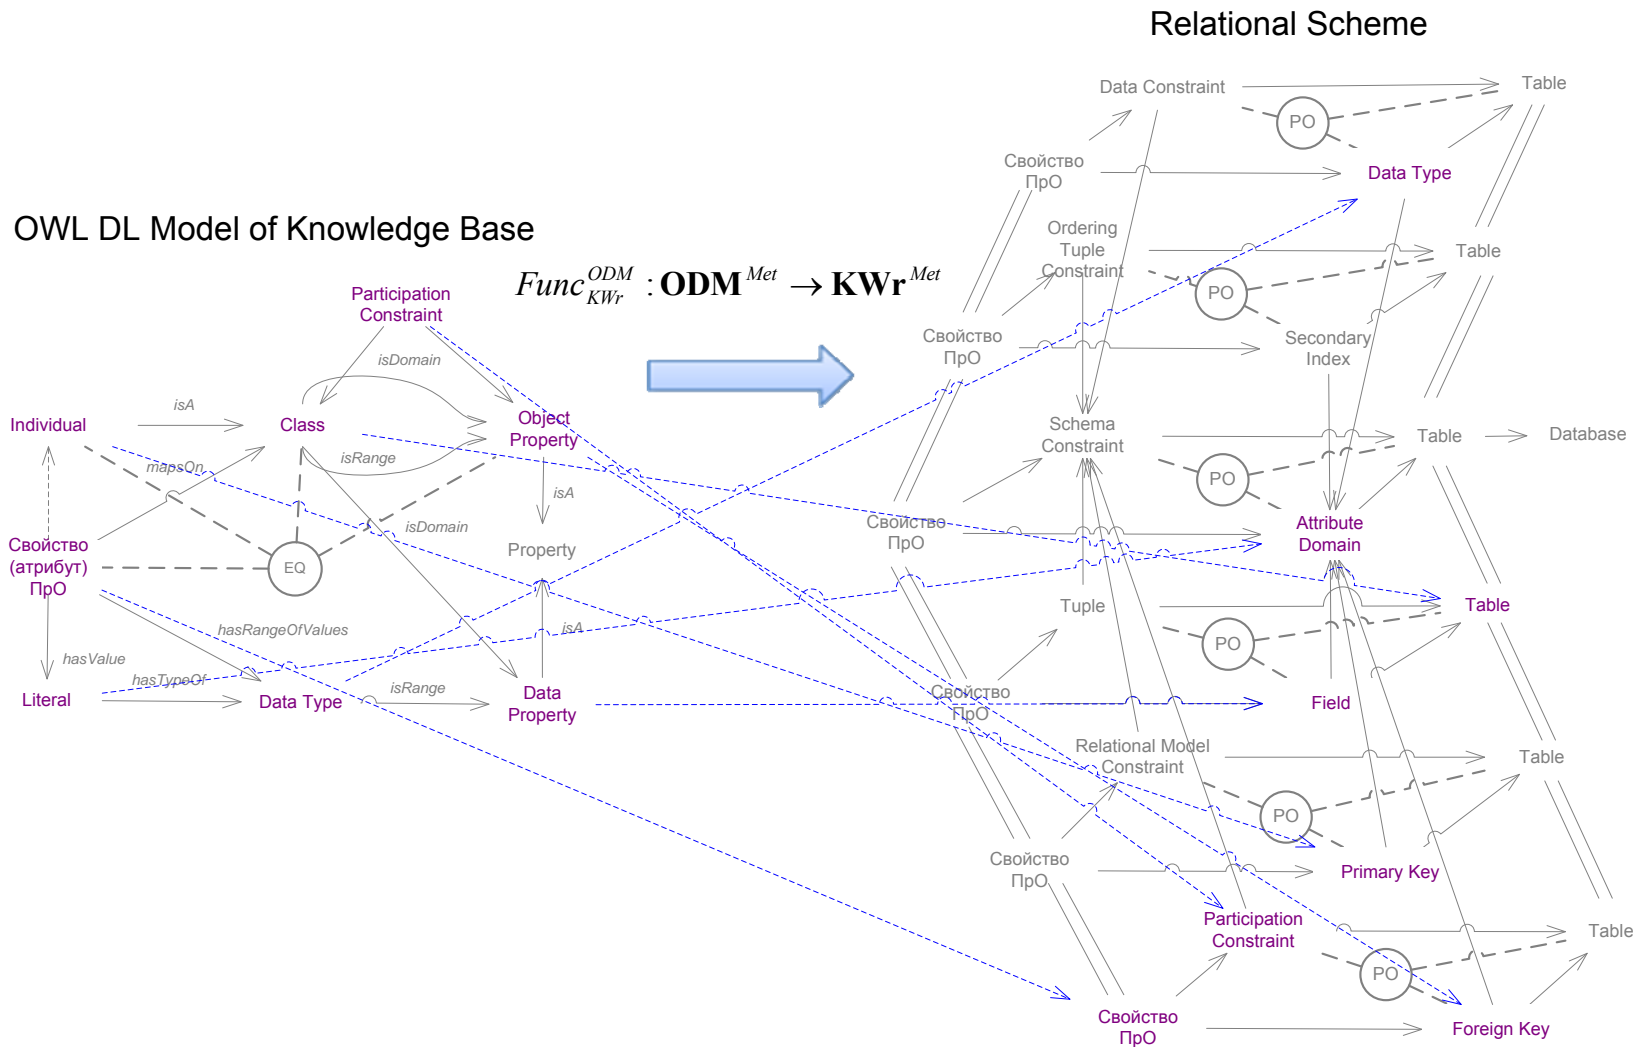 Relational Scheme
Data Constraint
Table
PO
Свойство
ПрО
Data Type
OWL DL Model of Knowledge Base
Ordering
Tuple
Constraint
Table
Func ODM KWr : ODM Met → KWr Met
Participation
Constraint
PO
Свойство
ПрО
Secondary
Index
isDomain
isA
Individual
Class
Object
Property
isRange
Schema
Constraint
Table
Database
mapsOn
PO
isA
isDomain
Свойство
ПрО
Attribute
Domain
Свойство
(атрибут)
ПрО
EQ
Property
Tuple
Table
hasRangeOfValues
isA
PO
hasValue
hasTypeOf
isRange
Literal
Data Type
Data
Property
Свойство
ПрО
Field
Relational Model
Constraint
Table
PO
Свойство
ПрО
Primary Key
Participation
Constraint
Table
PO
Свойство
ПрО
Foreign Key